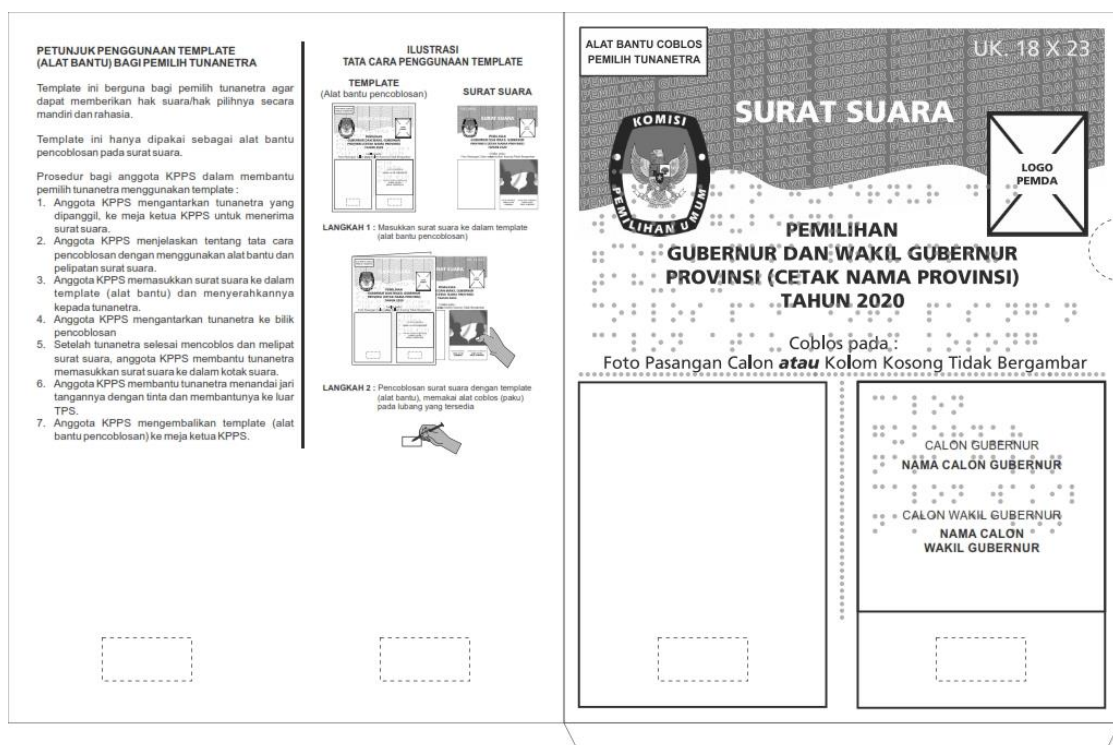 PETUNJUK PENGGUNAAN TEMPLATE
(ALAT BANTU) BAGI PEMILIH TUNANETRA
Template ini berguna bagi pemilih tunanetra agar
dapat memberikan hak suara/hak pilihnya secara
mandiri dan rahasia.
Template ini hanya dipakai sebagai alat bantu
pencoblosan pada surat suara.
Prosedur bagi anggota KPPS dalam membantu
pemilih tunanetra menggunakan template :
1. Anggota KPPS mengantarkan tunanetra yang
dipanggil, ke meja ketua KPPS untuk menerima
surat suara.
2. Anggota KPPS menjelaskan tentang tata cara
pencoblosan dengan menggunakan alat bantu dan
pelipatan surat suara.
3. Anggota KPPS memasukkan surat suara ke dalam
template (alat bantu) dan menyerahkannya
kepada tunanetra.
4. Anggota KPPS mengantarkan tunanetra ke bilik
pencoblosan
5. Setelah tunanetra selesai mencoblos dan melipat
surat suara, anggota KPPS membantu tunanetra
memasukkan surat suara ke dalam kotak suara.
6. Anggota KPPS membantu tunanetra menandai jari
tangannya dengan tinta dan membantunya ke luar
TPS.
7. Anggota KPPS mengembalikan template (alat
bantu pencoblosan) ke meja ketua KPPS.
ILUSTRASI
TATA CARA PENGGUNAAN TEMPLATE
TEMPLATE
(Alat bantu pencoblosan)
SURAT SUARA
LANGKAH 1 : Masukkan surat suara ke dalam template
(alat bantu pencoblosan)
LANGKAH 2 : Pencoblosan surat suara dengan template
(alat bantu), memakai alat coblos (paku)
pada lubang yang tersedia
ALAT BANTU COBLOS
PEMILIH TUNANETRA
UK. 18 X 23
SURAT SUARA
KOMISI
PEMILIHAN UMUM
LOGO
PEMDA
PEMILIHAN
GUBERNUR DAN WAKIL GUBERNUR
PROVINSI (CETAK NAMA PROVINSI)
TAHUN 2020
Coblos pada :
Foto Pasangan Calon atau Kolom Kosong Tidak Bergambar
CALON GUBERNUR
NAMA CALON GUBERNUR
CALON WAKIL GUBERNUR
NAMA CALON
WAKIL GUBERNUR